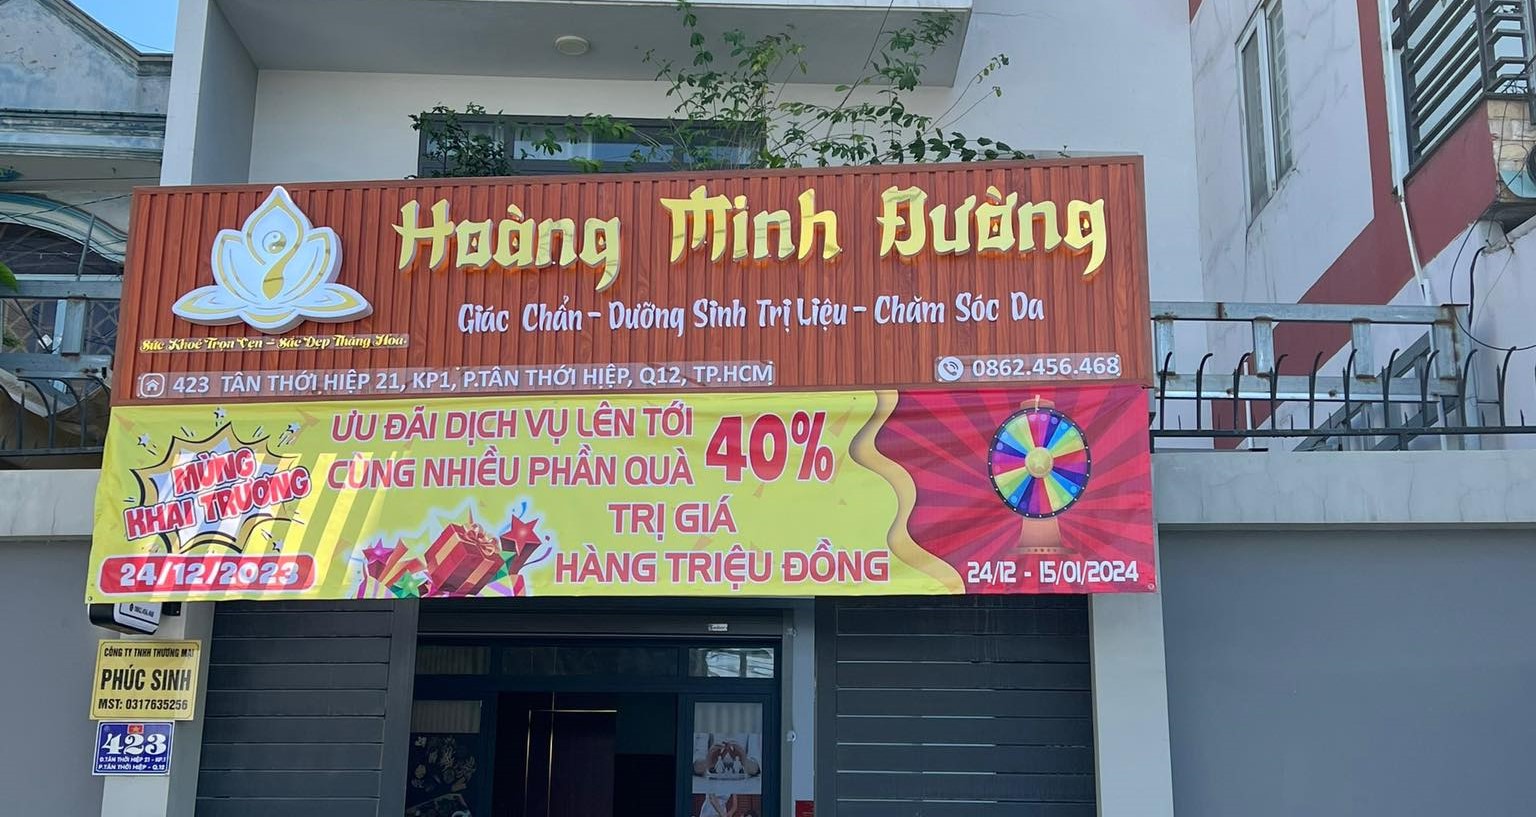 Hoàng Minh Đường
Giác Chẩn - Dưỡng Sinh Trị Liệu - Chăm Sóc Da
Sức Khoẻ Trọn Vẹn - Sắc Đẹp Thăng Hoa.
423 TÂN THỚI HIỆP 21, KP1, P.TÂN THỚI HIỆP, Q12, TP.HCM
0862.456.468
MỪNG
KHAI TRƯƠNG
24/12/2023
ƯU ĐÃI DỊCH VỤ LÊN TỚI 40%
CÙNG NHIỀU PHẦN QUÀ
TRỊ GIÁ
HÀNG TRIỆU ĐỒNG
24/12 - 15/01/2024
CÔNG TY TNHH THƯƠNG MẠI
PHÚC SINH
MST: 0317635256
423
Đ.TÂN THỚI HIỆP 21 - KP.1
P.TÂN THỚI HIỆP - Q.12